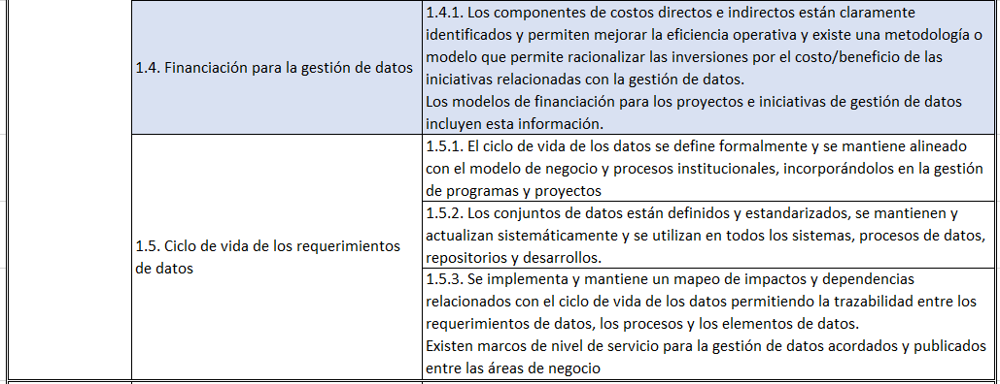 1.4. Financiación para la gestión de datos
1.4.1. Los componentes de costos directos e indirectos están claramente
identificados y permiten mejorar la eficiencia operativa y existe una metodología o
modelo que permite racionalizar las inversiones por el costo/beneficio de las
iniciativas relacionadas con la gestión de datos.
Los modelos de financiación para los proyectos e iniciativas de gestión de datos
incluyen esta información.
1.5. Ciclo de vida de los requerimientos
de datos
1.5.1. El ciclo de vida de los datos se define formalmente y se mantiene alineado
con el modelo de negocio y procesos institucionales, incorporándolos en la gestión
de programas y proyectos
1.5.2. Los conjuntos de datos están definidos y estandarizados, se mantienen y
actualizan sistemáticamente y se utilizan en todos los sistemas, procesos de datos,
repositorios y desarrollos.
1.5.3. Se implementa y mantiene un mapeo de impactos y dependencias
relacionados con el ciclo de vida de los datos permitiendo la trazabilidad entre los
requerimientos de datos, los procesos y los elementos de datos.
Existen marcos de nivel de servicio para la gestión de datos acordados y publicados
entre las áreas de negocio